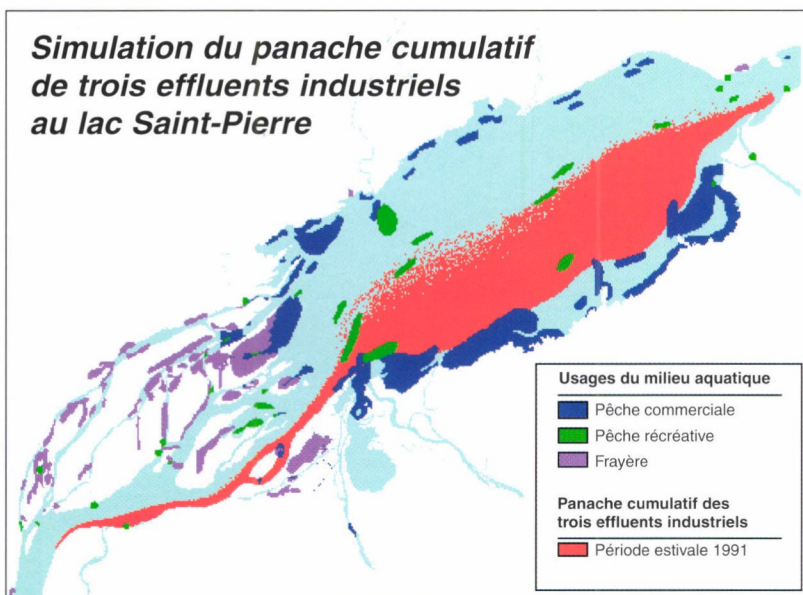 Simulation du panache cumulatif
de trois effluents industriels
au lac Saint-Pierre
Usages du milieu aquatique
Pêche commerciale
Pêche récréative
Frayère
Panache cumulatif des
trois effluents industriels
Période estivale 1991